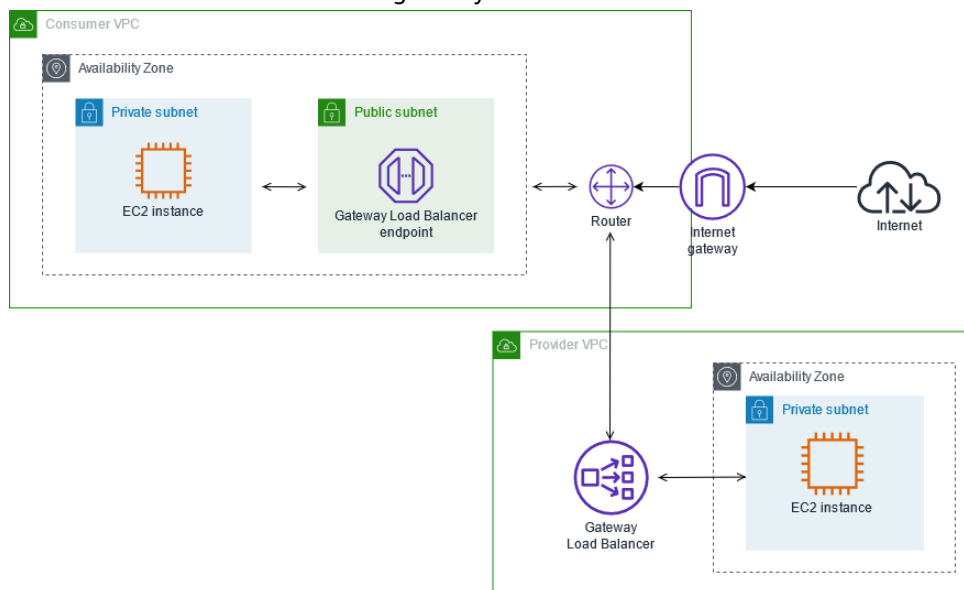 Consumer VPC
Availability Zone
Private subnet
EC2 instance
Public subnet
Gateway Load Balancer
endpoint
Router
Internet
gateway
Internet
Provider VPC
Availability Zone
Private subnet
EC2 instance
Gateway
Load Balancer